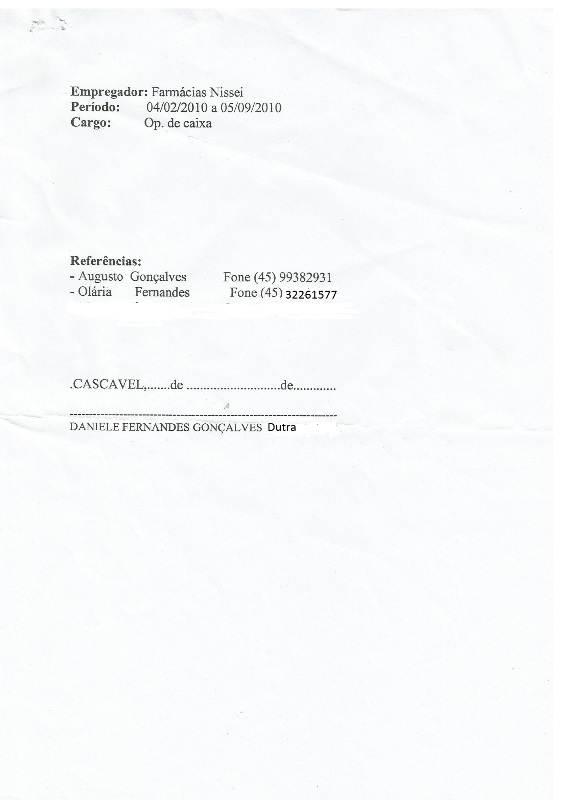 Empregador: Farmácias Nissei
Período: 04/02/2010 a 05/09/2010
Cargo: Op. de caixa
Referências:
- Augusto Gonçalves Fone (45) 99382931
- Olária Fernandes Fone (45) 32261577
.CASCAVEL,.......de .............................de.............
--------------------------------------------------------------
DANIELE FERNANDES GONÇALVES Dutra